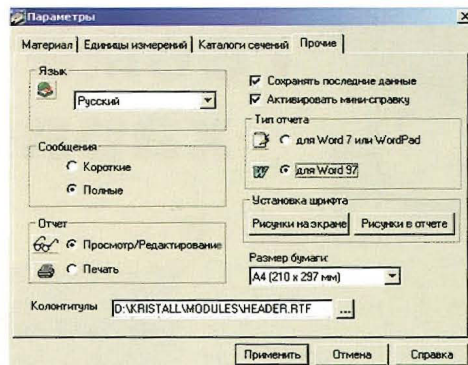 Параметры
Материал Единицы измерений Каталоги сечений Прочие
Язык
Русский
Сообщения
Короткие
Полные
Отчет
Просмотр/Редактирование
Печать
Сохранять последние данные
Активировать мини-справку
Тип отчета
для Word 7 или WordPad
для Word 97
Установка шрифта
Рисунки на экране Рисунки в отчете
Размер бумаги:
A4 (210 x 297 мм)
Колонтитулы D:\KRISTALL\MODULES\HEADER.RTF ...
Применить Отмена Справка